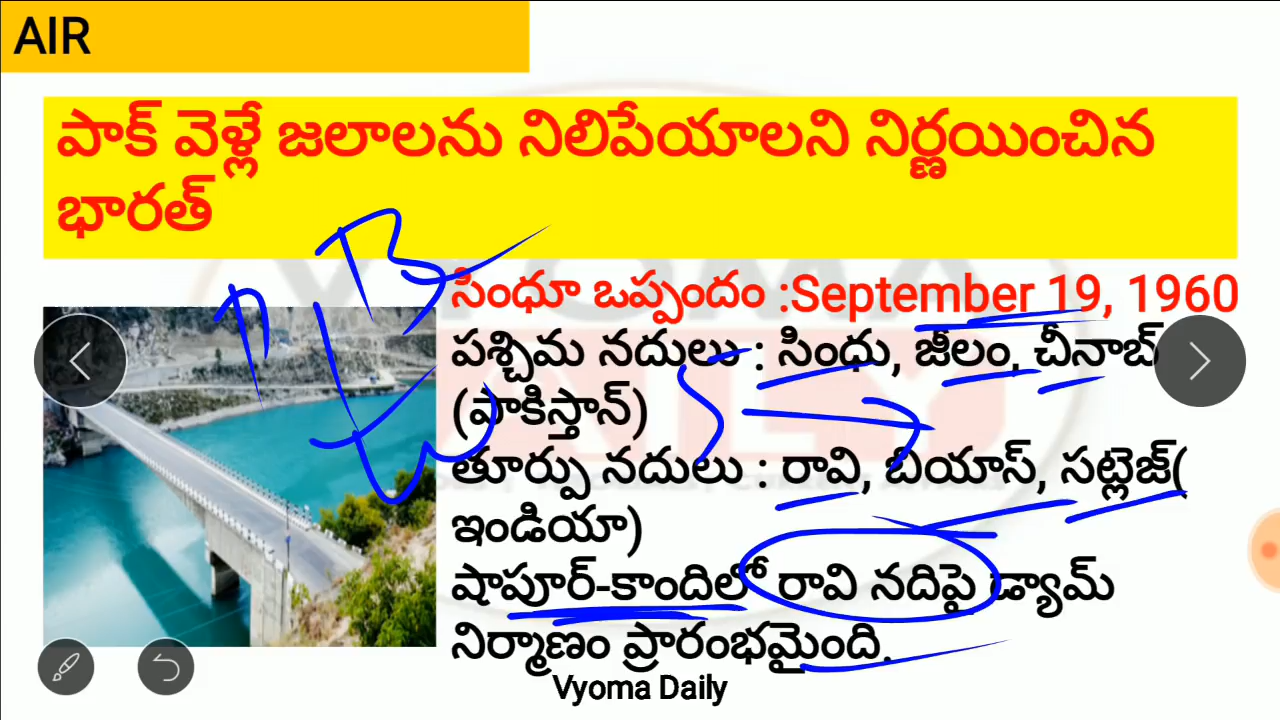 AIR
పాక్ వెళ్లే జలాలను నిలిపేయాలని నిర్ణయించిన
భారత్
సింధూ ఒప్పందం :September 19, 1960
పశ్చిమ నదులు : సింధు, జీలం, చీనాబ్
(పాకిస్తాన్)
తూర్పు నదులు : రావి, బియాస్, సట్లెజ్(
ఇండియా)
షాపూర్-కాందిలో రావి నదిపై డ్యామ్
నిర్మాణం ప్రారంభమైంది.
Vyoma Daily